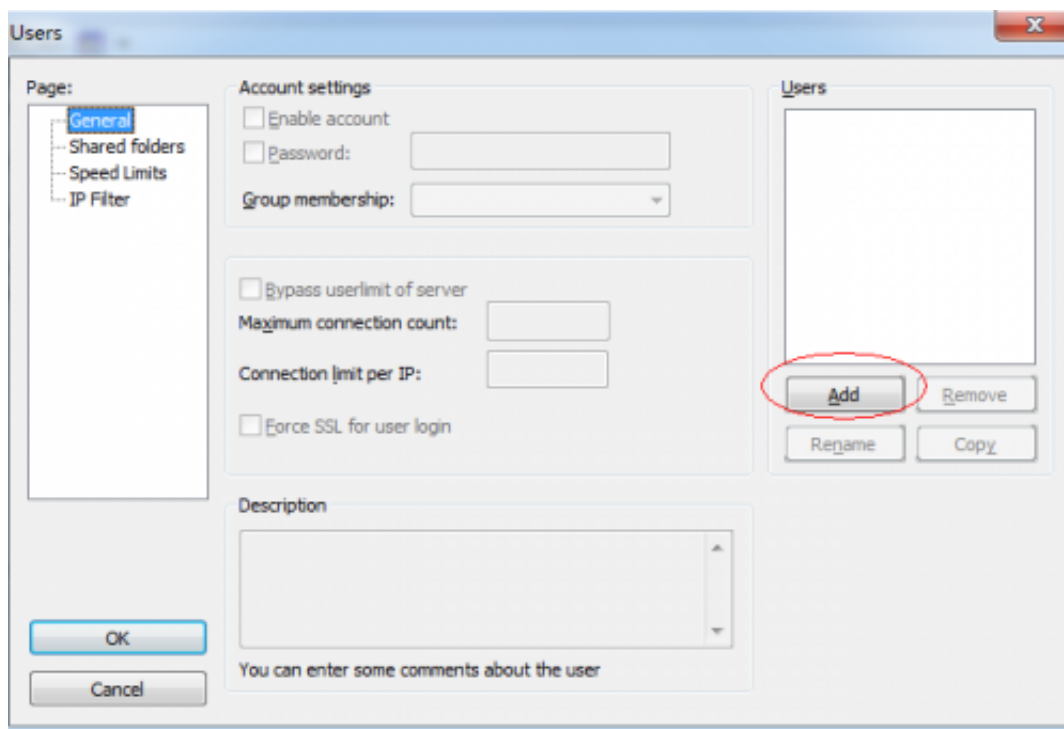 Users
Page:
General
Shared folders
Speed Limits
IP Filter
OK
Cancel
Account settings
Enable account
Password:
Group membership:
Bypass userlimit of server
Maximum connection count:
Connection limit per IP:
Force SSL for user login
Description
You can enter some comments about the user
Users
Add Remove
Rename Copy